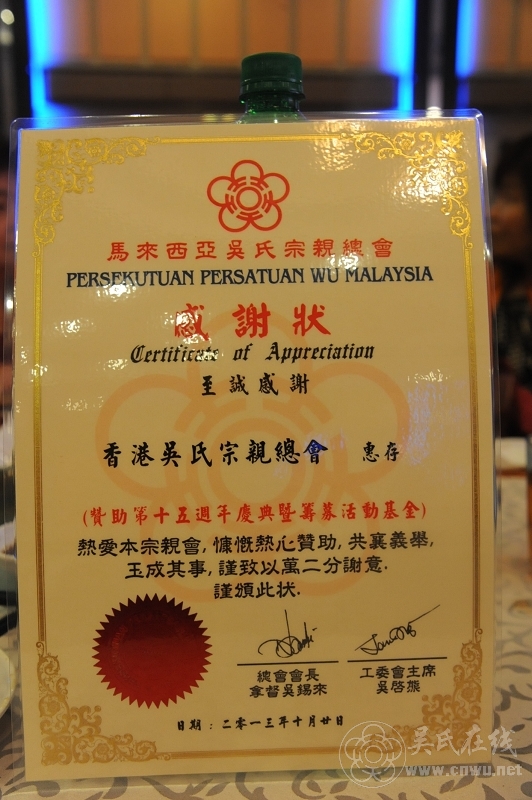 馬來西亞吳氏宗親總會
PERSEKUTUAN PERSATUAN WU MALAYSIA
感謝狀
Certificate of Appreciation
至誠感謝
香港吳氏宗親總會 惠存
(贊助第十五週年慶典暨籌募活動基金)
熱愛本宗親會, 慷慨熱心贊助, 共襄義舉,
玉成其事, 謹致以萬二分謝意.
謹頒此狀.
總會會長 工委會主席
拿督吳錫來 吳啓熊
日期: 二零一三年十月廿日
吴氏在线
www.cnwu.net